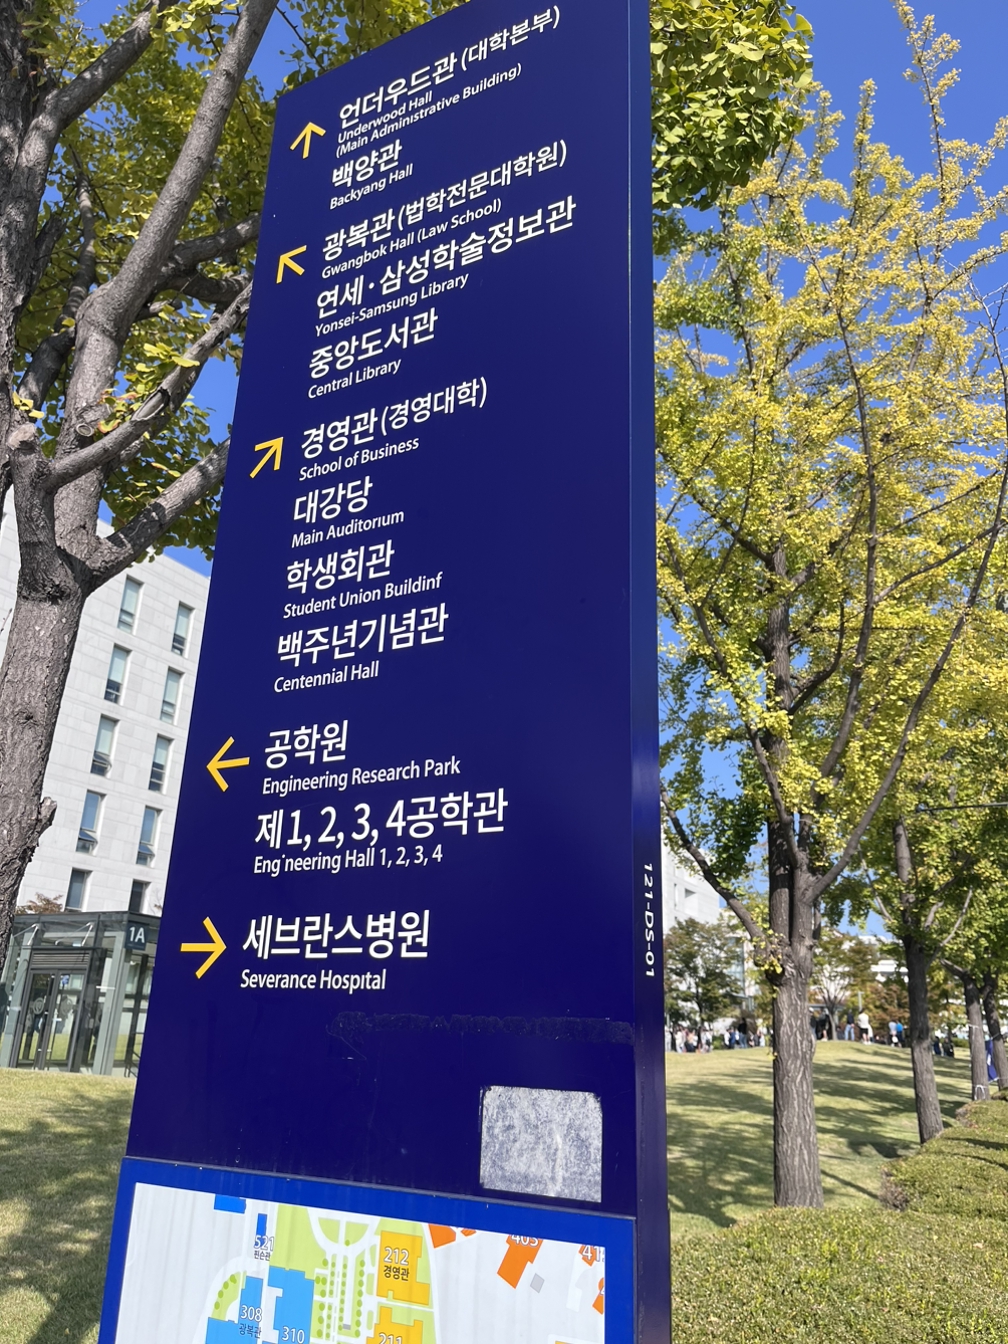 언더우드관 (대학본부)
Underwood Hall
(Main Administrative Building)
백양관
Backyang Hall
광복관 (법학전문대학원)
Gwangbok Hall (Law School)
연세·삼성학술정보관
Yonsei-Samsung Library
중앙도서관
Central Library
경영관 (경영대학)
School of Business
대강당
Main Auditorium
학생회관
Student Union Buildinf
백주년기념관
Centennial Hall
공학원
Engineering Research Park
제1, 2, 3, 4공학관
Eng'neering Hall 1, 2, 3, 4
세브란스병원
Severance Hospital
121-DS-01
1A
521
212
경영관
403
308
광복관
310
211